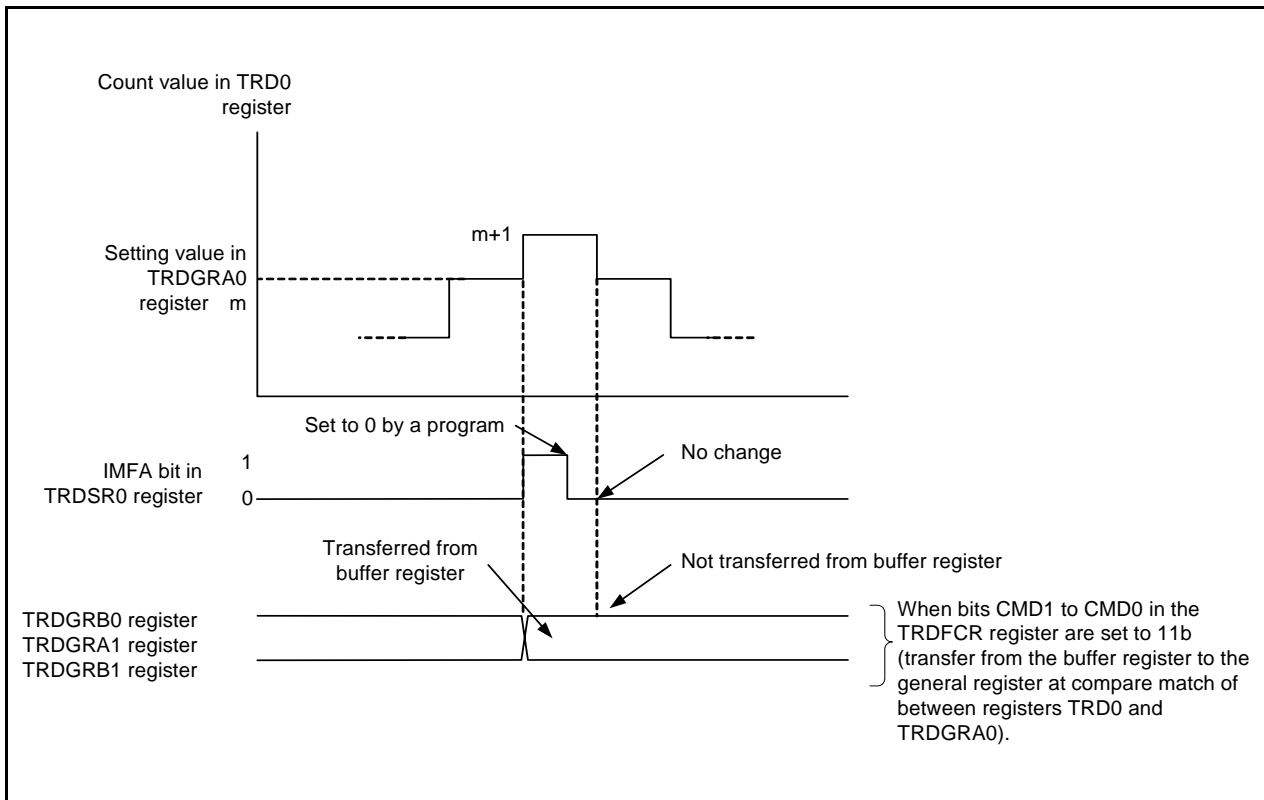 Count value in TRD0
register
m+1
Setting value in
TRDGRA0
register m
Set to 0 by a program
No change
IMFA bit in
TRDSR0 register
1
0
Transferred from
buffer register
Not transferred from buffer register
TRDGRB0 register
TRDGRA1 register
TRDGRB1 register
When bits CMD1 to CMD0 in the
TRDFCR register are set to 11b
(transfer from the buffer register to the
general register at compare match of
between registers TRD0 and
TRDGRA0).